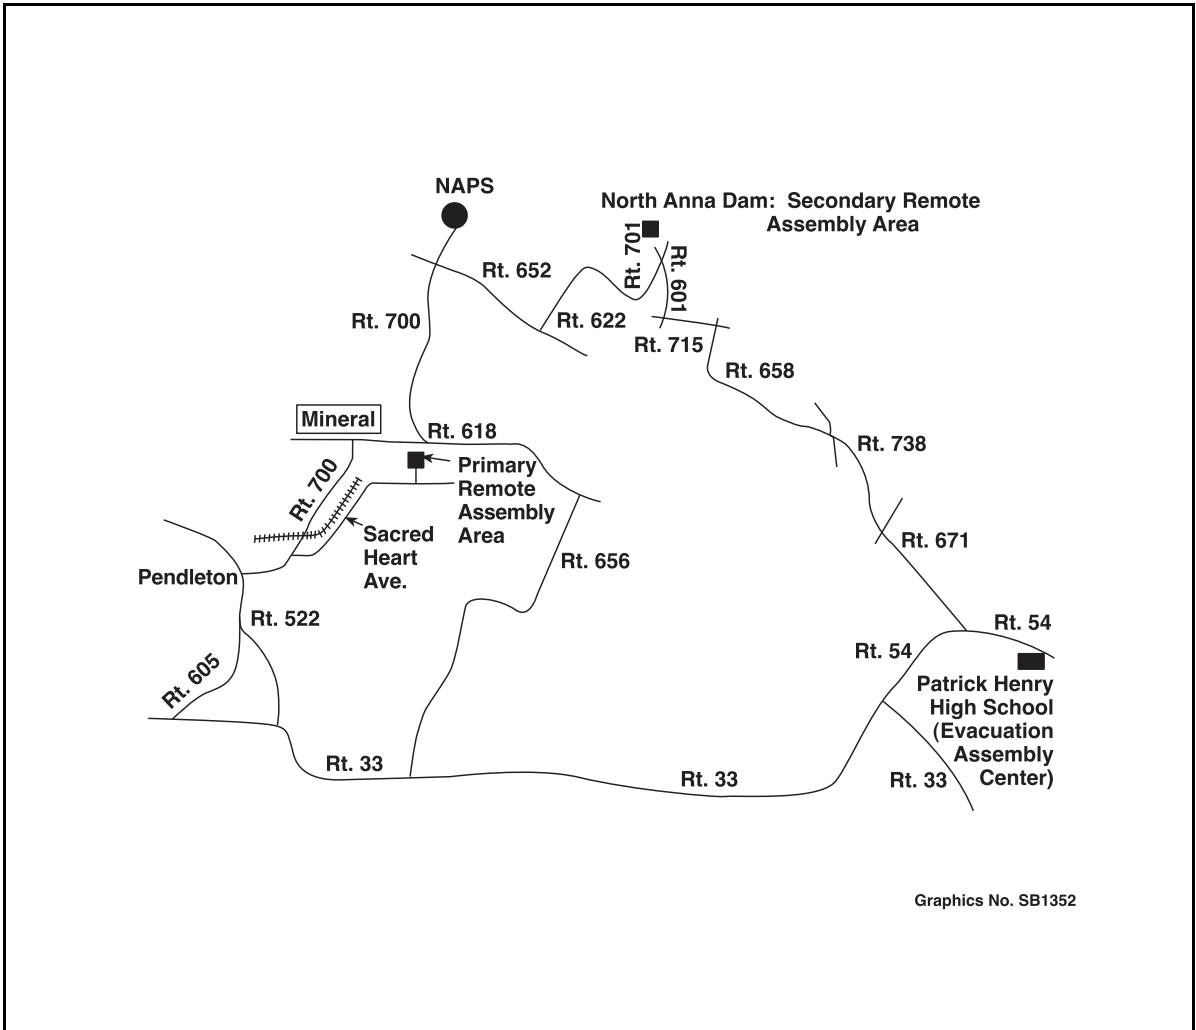 NAPS
North Anna Dam:  Secondary Remote
Assembly Area
Rt. 701
Rt. 601
Rt. 652
Rt. 700
Rt. 622
Rt. 715
Rt. 658
Mineral
Rt. 618
Rt. 738
Primary
Remote
Assembly
Area
Rt. 700
Sacred
Heart
Ave.
Rt. 671
Rt. 656
Pendleton
Rt. 522
Rt. 54
Rt. 54
Rt. 605
Patrick Henry
High School
(Evacuation
Assembly
Center)
Rt. 33
Rt. 33
Rt. 33
Graphics No. SB1352